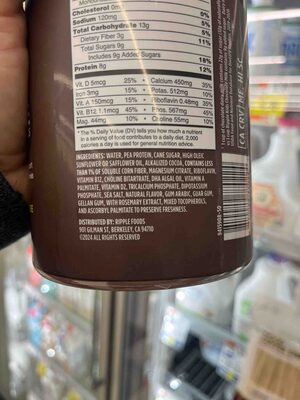 Cholesterol 0mg 0%
Sodium 120mg 5%
Total Carbohydrate 13g 5%
Dietary Fiber 3g 11%
Total Sugars 9g
Includes 9g Added Sugars 18%
Protein 8g 12%
Vit. D 5mcg 25% • Calcium 450mg 35%
Iron 3mg 15% • Potas. 512mg 10%
Vit. A 150mcg 15% • Riboflavin 0.48mg 35%
Vit. B12 1.1mcg 45% • Phos. 567mg 45%
Magn. 44mg 10% • Choline 55mg 10%
*The % Daily Value (DV) tells you how much a nutrient
in a serving of food contributes to a daily diet. 2,000
calories a day is used for general nutrition advice.
INGREDIENTS: WATER, PEA PROTEIN, CANE SUGAR, HIGH OLEIC
SUNFLOWER OR SAFFLOWER OIL, ALKALIZED COCOA, CONTAINS LESS
THAN 1% OF SOLUBLE CORN FIBER, MAGNESIUM CITRATE, RIBOFLAVIN,
VITAMIN B12, CHOLINE BITARTRATE, DHA ALGAL OIL, VITAMIN A
PALMITATE, VITAMIN D2, TRICALCIUM PHOSPHATE, DIPOTASSIUM
PHOSPHATE, SEA SALT, NATURAL FLAVOR, GUM ARABIC, GUAR GUM,
GELLAN GUM, WITH ROSEMARY EXTRACT, MIXED TOCOPHEROLS,
AND ASCORBYL PALMITATE TO PRESERVE FRESHNESS.
DISTRIBUTED BY: RIPPLE FOODS
901 GILMAN ST, BERKELEY, CA 94710
©2024 ALL RIGHTS RESERVED